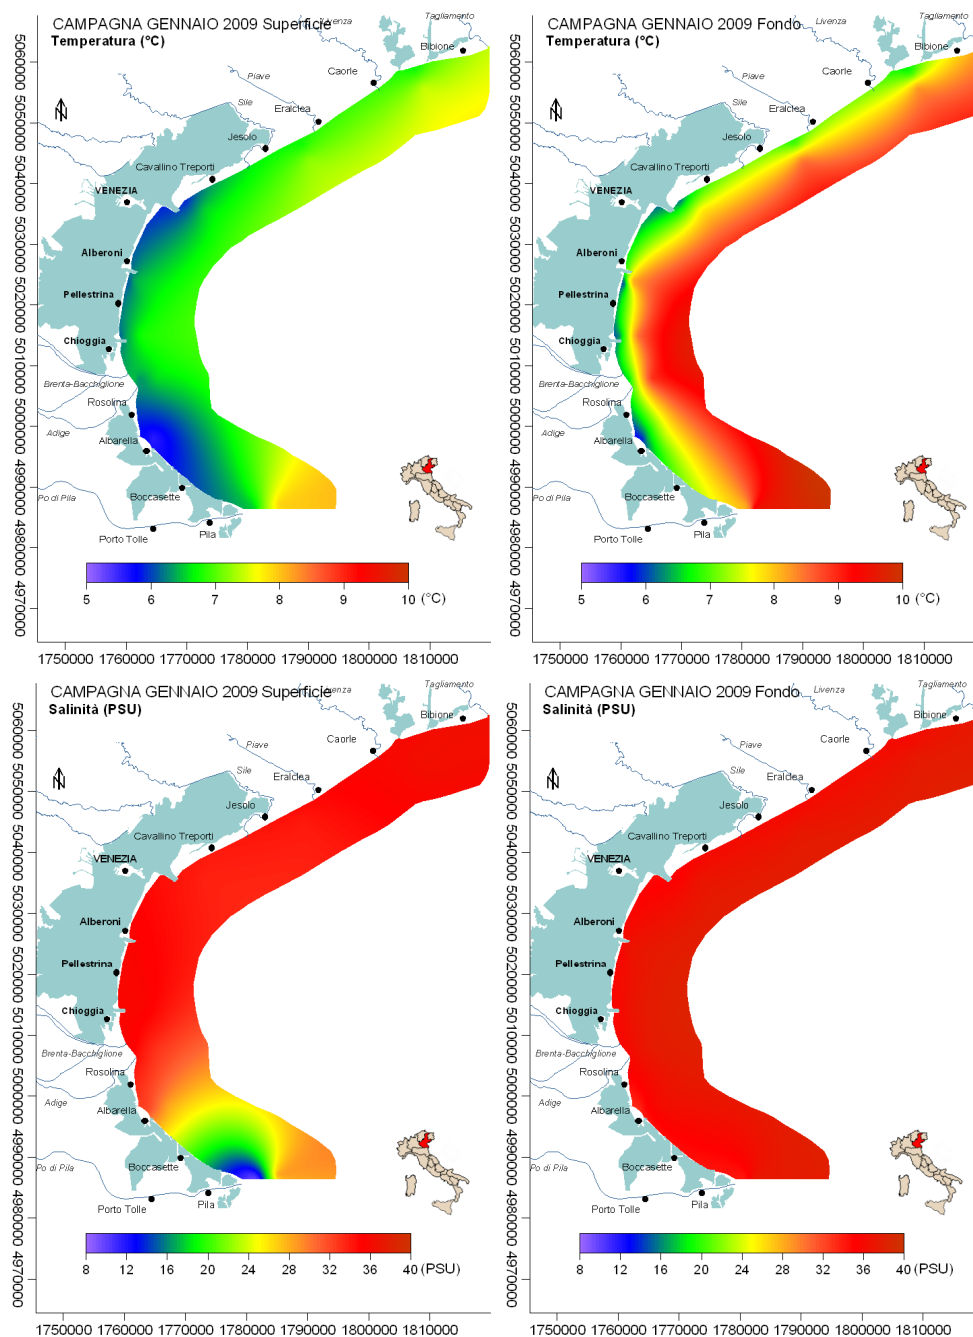 CAMPAGNA GENNAIO 2009 Superficie
Temperatura (°C)
Livenza
Tagliamento
Bibione
Caorle
Piave
Eraclea
Sile
Jesolo
Cavallino Treporti
VENEZIA
Alberoni
Pellestrina
Chioggia
Brenta-Bacchiglione
Rosolina
Adige
Albarella
Po di Pila
Boccasette
Porto Tolle
Pila
N
5060000
5050000
5040000
5030000
5020000
5010000
5000000
4990000
4980000
4970000
5 6 7 8 9 10 (°C)
1750000 1760000 1770000 1780000 1790000 1800000 1810000
CAMPAGNA GENNAIO 2009 Fondo
Temperatura (°C)
Livenza
Tagliamento
Bibione
Caorle
Piave
Eraclea
Sile
Jesolo
Cavallino Treporti
VENEZIA
Alberoni
Pellestrina
Chioggia
Brenta-Bacchiglione
Rosolina
Adige
Albarella
Po di Pila
Boccasette
Porto Tolle
Pila
N
5060000
5050000
5040000
5030000
5020000
5010000
5000000
4990000
4980000
4970000
5 6 7 8 9 10 (°C)
1750000 1760000 1770000 1780000 1790000 1800000 1810000
CAMPAGNA GENNAIO 2009 Superficie
Salinità (PSU)
Livenza
Tagliamento
Bibione
Caorle
Piave
Eraclea
Sile
Jesolo
Cavallino Treporti
VENEZIA
Alberoni
Pellestrina
Chioggia
Brenta-Bacchiglione
Rosolina
Adige
Albarella
Po di Pila
Boccasette
Porto Tolle
Pila
N
5060000
5050000
5040000
5030000
5020000
5010000
5000000
4990000
4980000
4970000
8 12 16 20 24 28 32 36 40 (PSU)
1750000 1760000 1770000 1780000 1790000 1800000 1810000
CAMPAGNA GENNAIO 2009 Fondo
Salinità (PSU)
Livenza
Tagliamento
Bibione
Caorle
Piave
Eraclea
Sile
Jesolo
Cavallino Treporti
VENEZIA
Alberoni
Pellestrina
Chioggia
Brenta-Bacchiglione
Rosolina
Adige
Albarella
Po di Pila
Boccasette
Porto Tolle
Pila
N
5060000
5050000
5040000
5030000
5020000
5010000
5000000
4990000
4980000
4970000
8 12 16 20 24 28 32 36 40 (PSU)
1750000 1760000 1770000 1780000 1790000 1800000 1810000